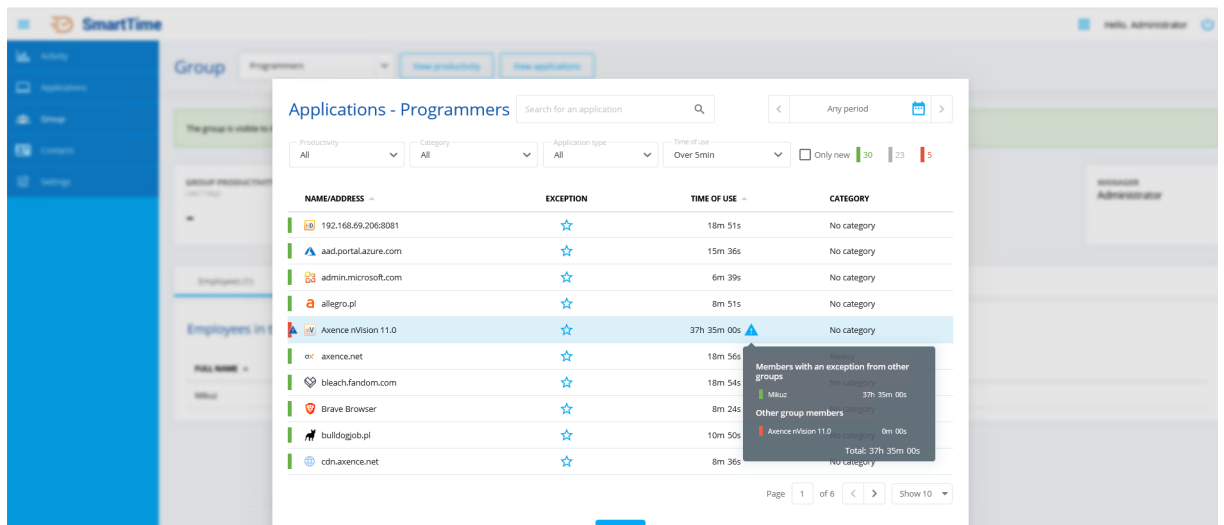 SmartTime
Hello, Administrator
Activity
Applications
Group
Contacts
Settings
Group
Programmers
View productivity
View applications
The group is visible to
GROUP PRODUCTIVITY
MANAGER
Administrator
Employees (1)
Employees in t
FULL NAME
Mikuz
Applications - Programmers
Search for an application
Any period
Productivity
All
Category
All
Application type
All
Time of use
Over 5min
Only new
30
23
5
NAME/ADDRESS EXCEPTION TIME OF USE CATEGORY
192.168.69.206:8081 18m 51s No category
aad.portal.azure.com 15m 36s No category
admin.microsoft.com 6m 39s No category
allegro.pl 8m 51s No category
Axence nVision 11.0 37h 35m 00s No category
axence.net 18m 56s
bleach.fandom.com 18m 54s No category
Brave Browser 8m 24s
bulldogjob.pl 10m 50s No category
cdn.axence.net 8m 36s No category
Members with an exception from other
groups
Mikuz 37h 35m 00s
Other group members
Axence nVision 11.0 0m 00s
Total: 37h 35m 00s
Page 1 of 6
Show 10